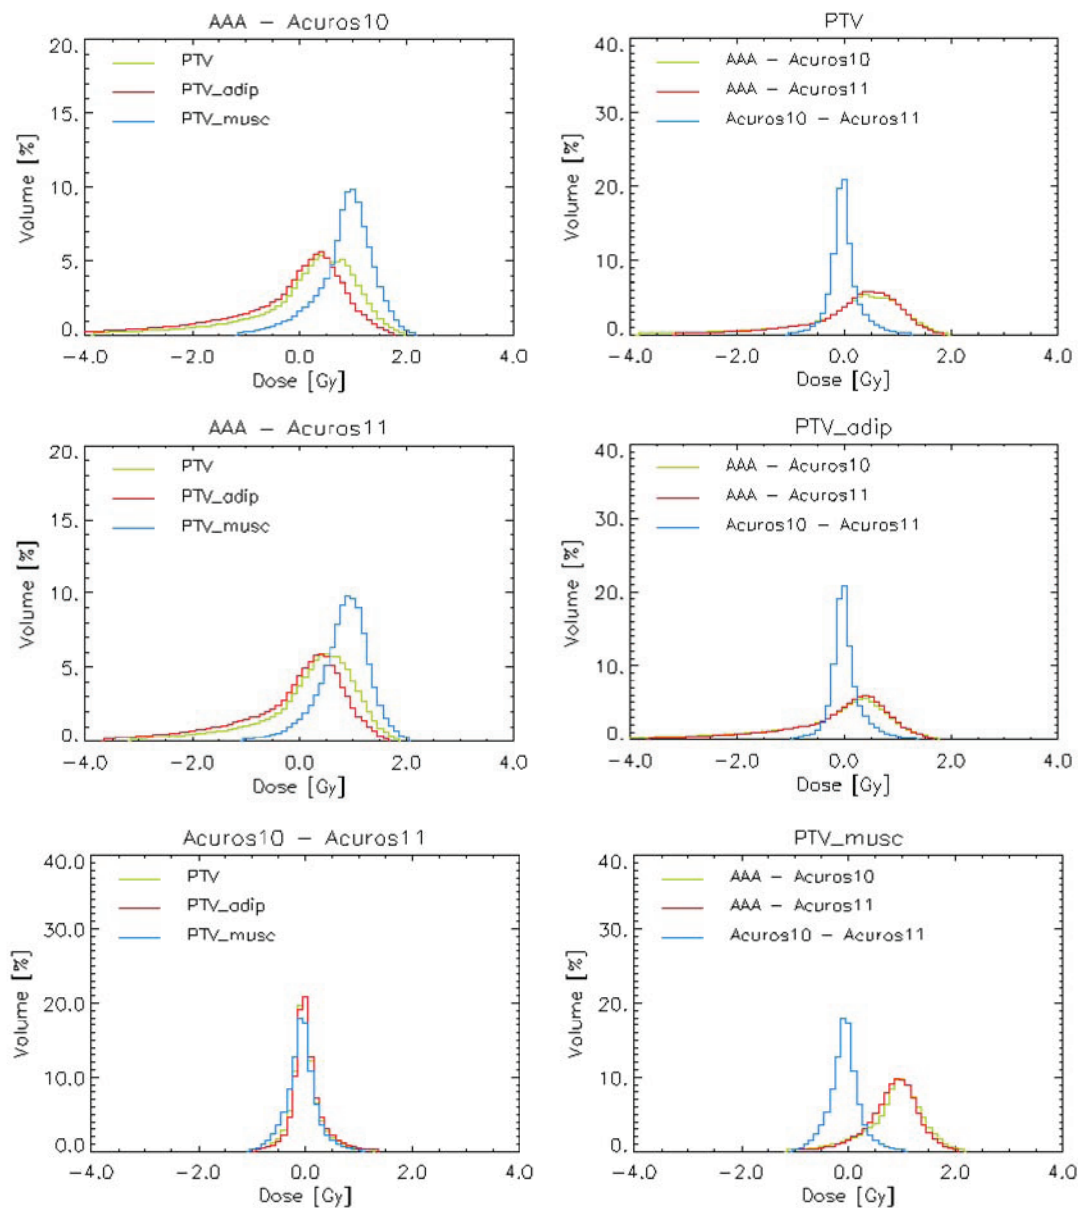 AAA – Acuros10
20.
15.
10.
5.
0.
Volume [%]
PTV
PTV_adip
PTV_musc
−4.0 −2.0 0.0 2.0 4.0
Dose [Gy]
PTV
40.
30.
20.
10.
0.
Volume [%]
AAA – Acuros10
AAA – Acuros11
Acuros10 – Acuros11
−4.0 −2.0 0.0 2.0 4.0
Dose [Gy]
AAA – Acuros11
20.
15.
10.
5.
0.
Volume [%]
PTV
PTV_adip
PTV_musc
−4.0 −2.0 0.0 2.0 4.0
Dose [Gy]
PTV_adip
40.
30.
20.
10.
0.
Volume [%]
AAA – Acuros10
AAA – Acuros11
Acuros10 – Acuros11
−4.0 −2.0 0.0 2.0 4.0
Dose [Gy]
Acuros10 – Acuros11
40.0
30.0
20.0
10.0
0.0
Volume [%]
PTV
PTV_adip
PTV_musc
−4.0 −2.0 0.0 2.0 4.0
Dose [Gy]
PTV_musc
40.
30.
20.
10.
0.
Volume [%]
AAA – Acuros10
AAA – Acuros11
Acuros10 – Acuros11
−4.0 −2.0 0.0 2.0 4.0
Dose [Gy]